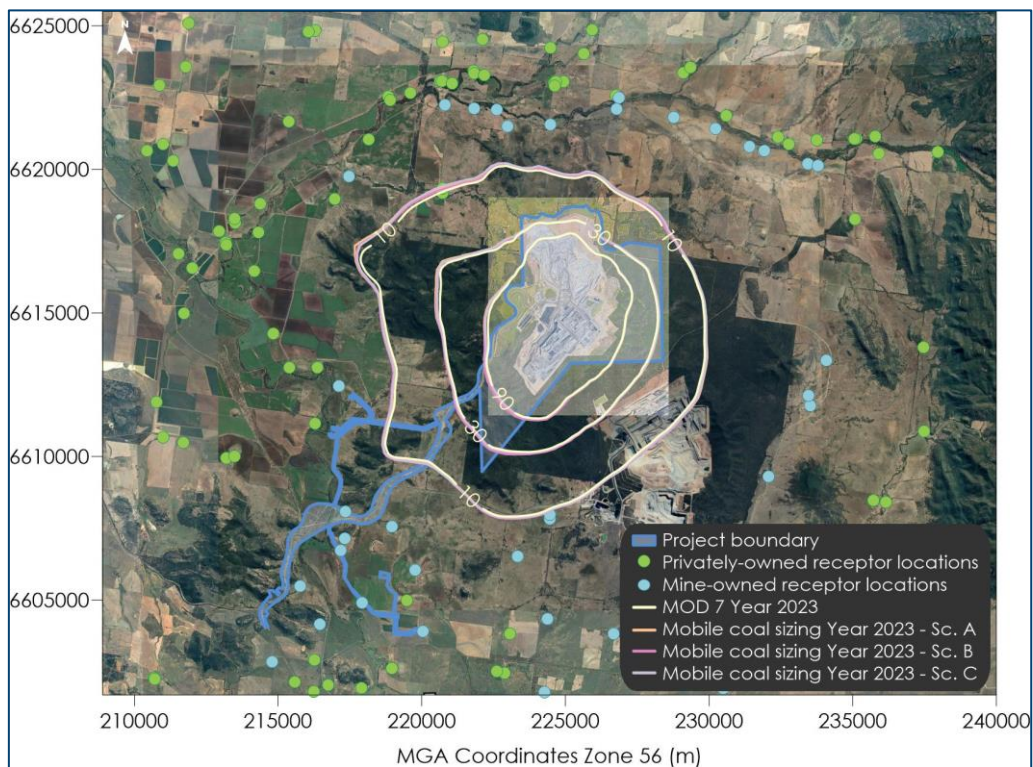 N
6625000
6620000
6615000
6610000
6605000
10
30
10
90
30
10
Project boundary
Privately-owned receptor locations
Mine-owned receptor locations
MOD 7 Year 2023
Mobile coal sizing Year 2023 - Sc. A
Mobile coal sizing Year 2023 - Sc. B
Mobile coal sizing Year 2023 - Sc. C
210000 215000 220000 225000 230000 235000 240000
MGA Coordinates Zone 56 (m)